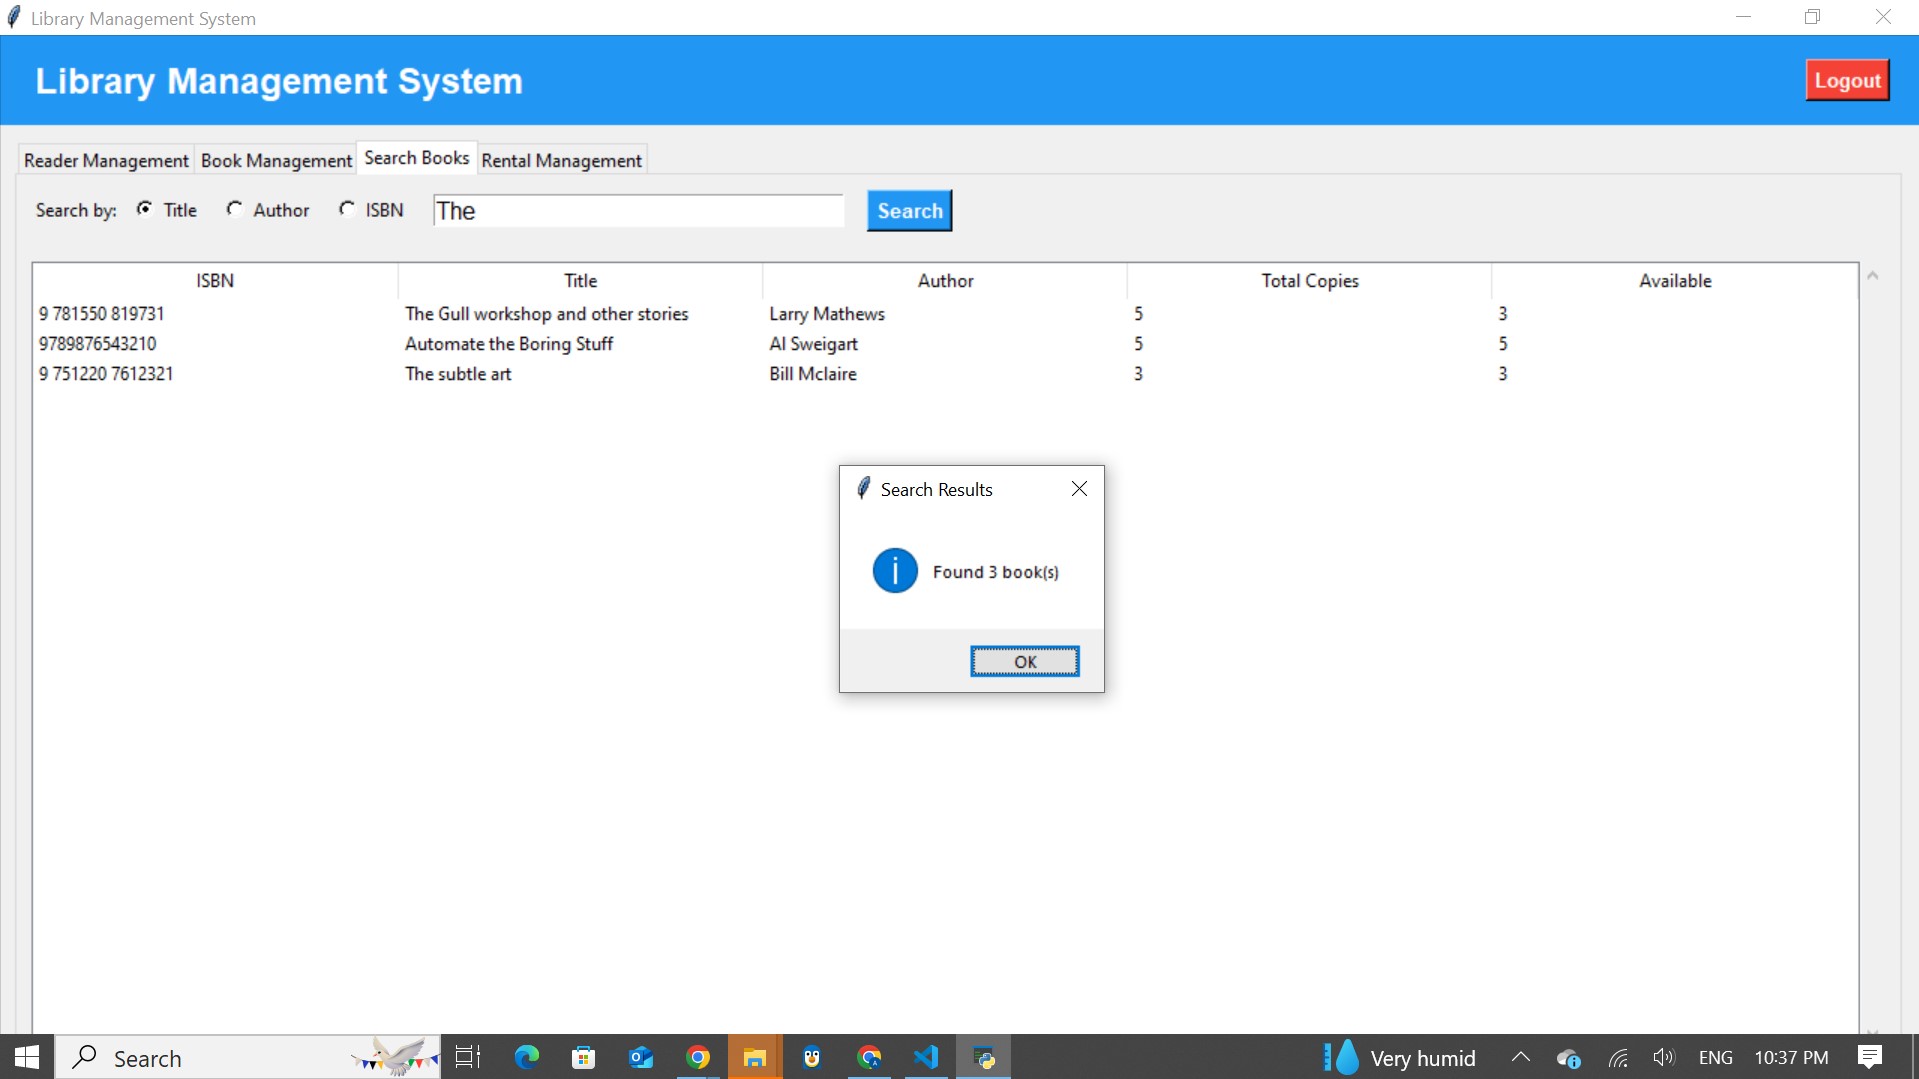 Library Management System
Library Management System
Logout
Reader Management Book Management Search Books Rental Management
Search by: Title Author ISBN The Search
ISBN Title Author Total Copies Available
9 781550 819731 The Gull workshop and other stories Larry Mathews 5 3
9789876543210 Automate the Boring Stuff Al Sweigart 5 5
9 751220 7612321 The subtle art Bill Mclaire 3 3
Search Results
Found 3 book(s)
OK
Search Very humid ENG 10:37 PM